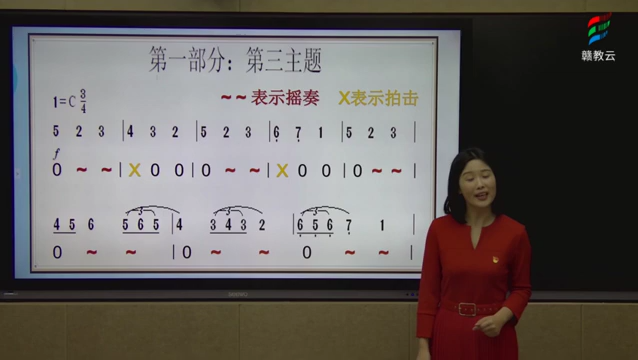 赣教云
第一部分：第三主题
1=C 3/4
~ ~ 表示摇奏 X表示拍击
5 2 3 | 4 3 2 | 5 2 3 | 6 7 1 | 5 2 3 |
f
0 ~ ~ | X 0 0 | 0 ~ ~ | X 0 0 | 0 ~ ~ |
3 3 3
4 5 6 5 6 5 | 4 3 4 3 2 | 6 5 6 7 1 |
0 ~ ~ | 0 ~ ~ 0 ~ ~ |